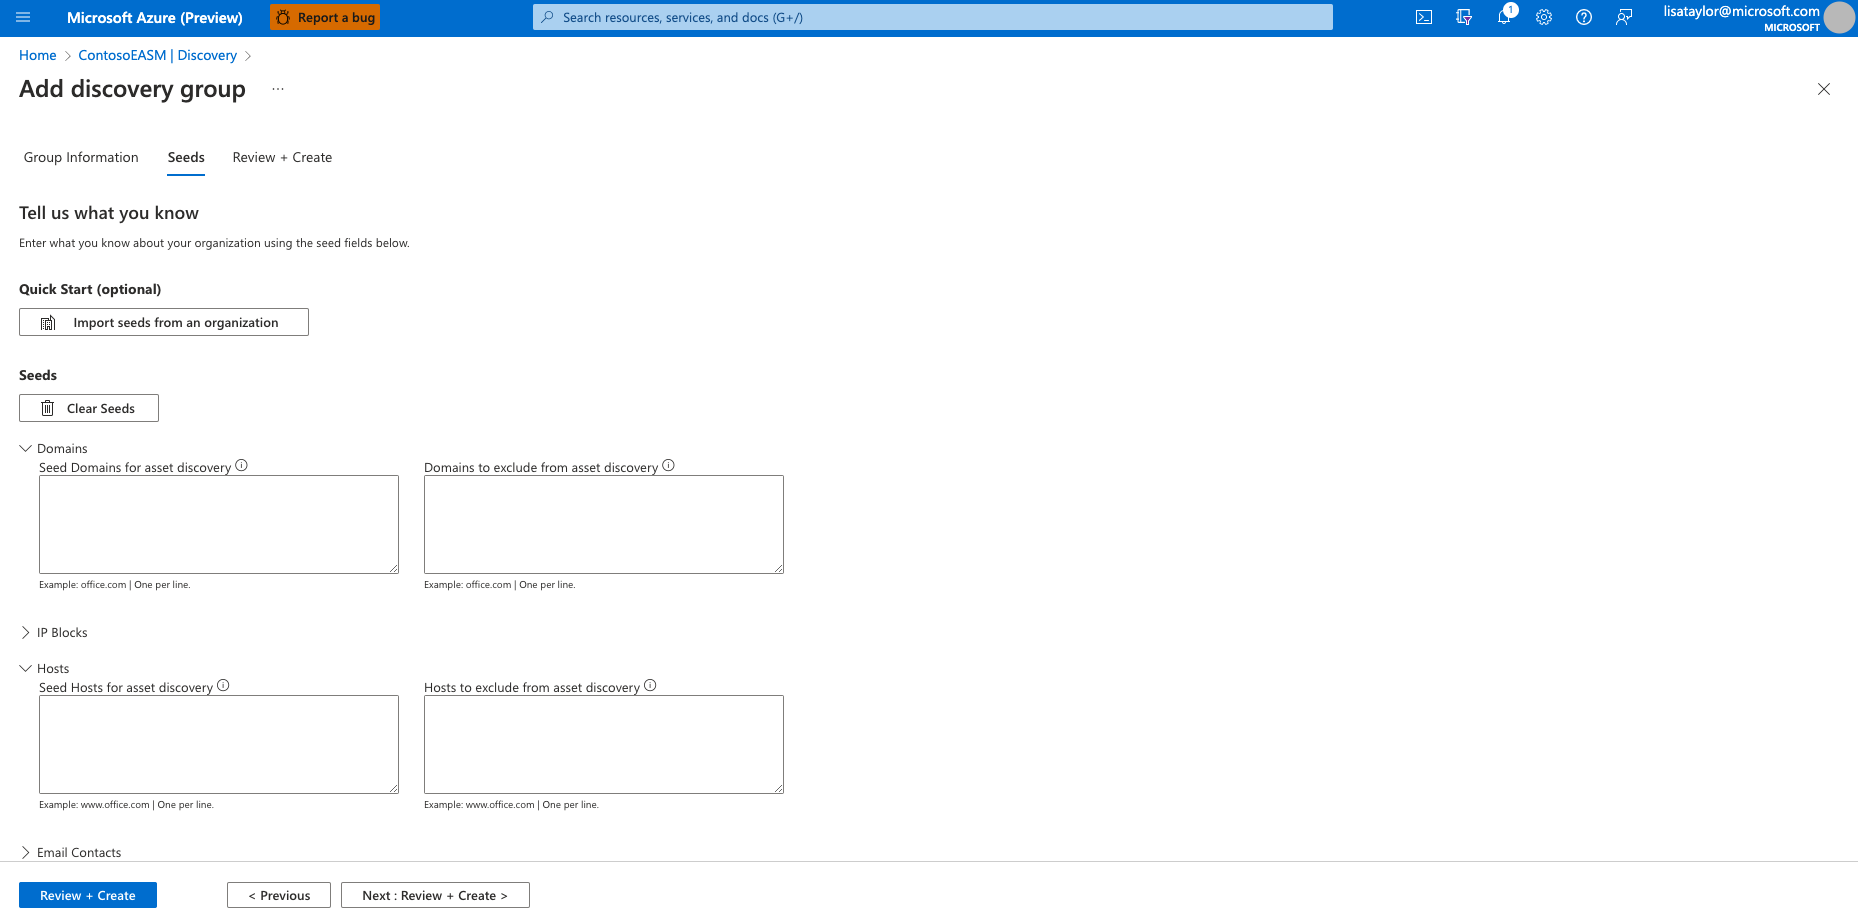 Microsoft Azure (Preview)
Report a bug
Search resources, services, and docs (G+/)
1
lisataylor@microsoft.com
MICROSOFT
Home > ContosoEASM | Discovery >
Add discovery group ...
Group Information
Seeds
Review + Create
Tell us what you know
Enter what you know about your organization using the seed fields below.
Quick Start (optional)
Import seeds from an organization
Seeds
Clear Seeds
Domains
Seed Domains for asset discovery
Domains to exclude from asset discovery
Example: office.com | One per line.
Example: office.com | One per line.
IP Blocks
Hosts
Seed Hosts for asset discovery
Hosts to exclude from asset discovery
Example: www.office.com | One per line.
Example: www.office.com | One per line.
Email Contacts
Review + Create
< Previous
Next : Review + Create >